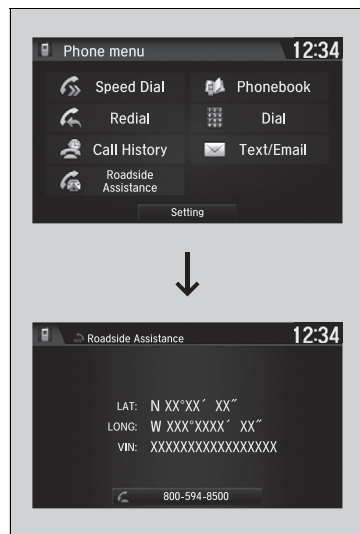 Phone menu 12:34
Speed Dial Phonebook
Redial Dial
Call History Text/Email
Roadside
Assistance
Setting
Roadside Assistance 12:34
LAT: N XX°XX´ XX˝
LONG: W XXX°XXXX´ XX˝
VIN: XXXXXXXXXXXXXXXXX
800-594-8500